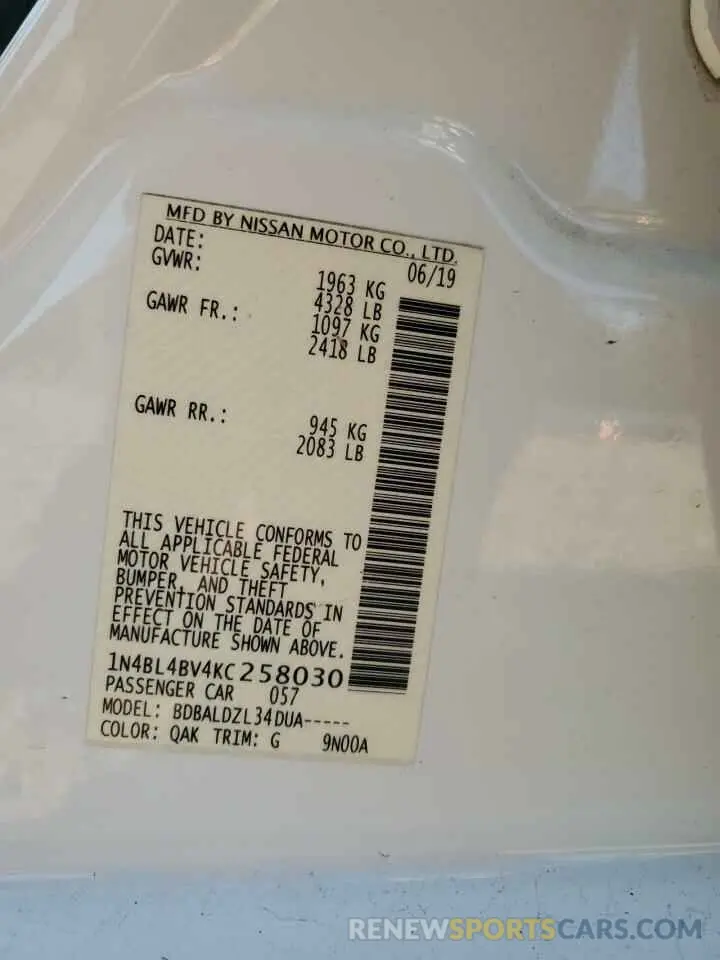 MFD BY NISSAN MOTOR CO., LTD.
DATE: 06/19
GVWR: 1963 KG
4328 LB
GAWR FR.: 1097 KG
2418 LB
GAWR RR.: 945 KG
2083 LB
THIS VEHICLE CONFORMS TO
ALL APPLICABLE FEDERAL
MOTOR VEHICLE SAFETY,
BUMPER, AND THEFT
PREVENTION STANDARDS IN
EFFECT ON THE DATE OF
MANUFACTURE SHOWN ABOVE.
1N4BL4BV4KC258030
PASSENGER CAR 057
MODEL: BDBALDZL34DUA-----
COLOR: QAK TRIM: G 9N00A
RENEWSPORTSCARS.COM